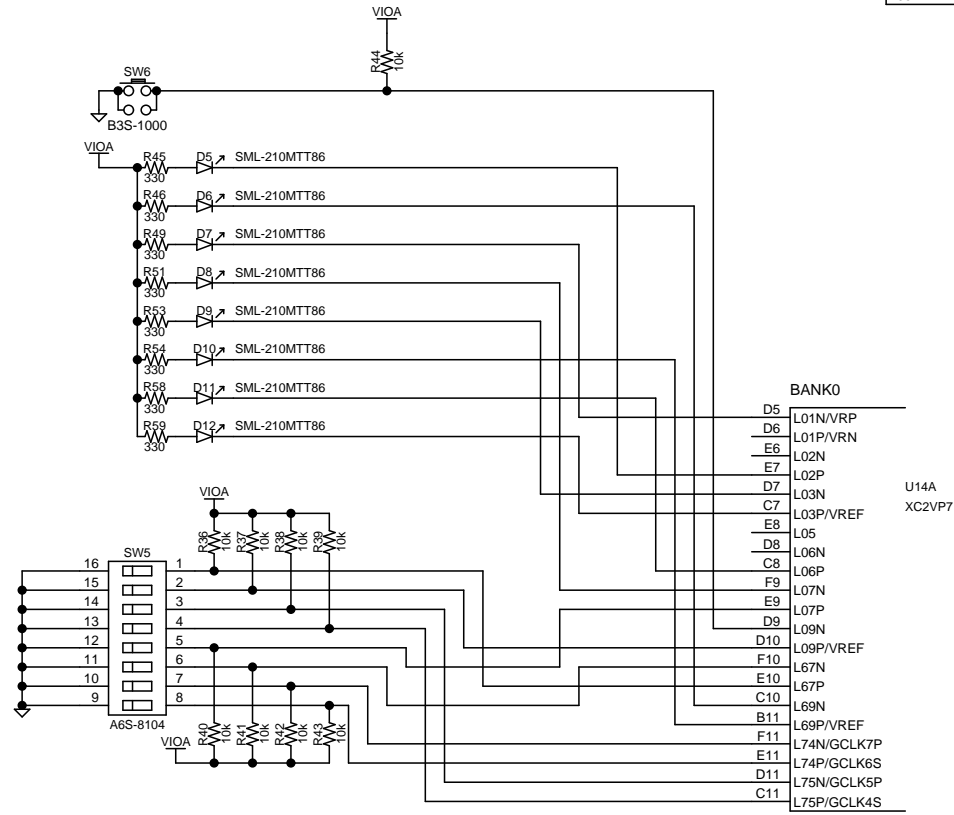 VIOA
R44
10k
SW6
B3S-1000
VIOA
R45
330
D5
SML-210MTT86
R46
330
D6
SML-210MTT86
R49
330
D7
SML-210MTT86
R51
330
D8
SML-210MTT86
R53
330
D9
SML-210MTT86
R54
330
D10
SML-210MTT86
R58
330
D11
SML-210MTT86
R59
330
D12
SML-210MTT86
BANK0
D5 L01N/VRP
D6 L01P/VRN
E6 L02N
E7 L02P
D7 L03N
C7 L03P/VREF
E8 L05
D8 L06N
C8 L06P
F9 L07N
E9 L07P
D9 L09N
D10 L09P/VREF
F10 L67N
E10 L67P
C10 L69N
B11 L69P/VREF
F11 L74N/GCLK7P
E11 L74P/GCLK6S
D11 L75N/GCLK5P
C11 L75P/GCLK4S
U14A
XC2VP7
VIOA
R36
10k
R37
10k
R38
10k
R39
10k
SW5
16 1
15 2
14 3
13 4
12 5
11 6
10 7
9 8
A6S-8104
VIOA
R40
10k
R41
10k
R42
10k
R43
10k